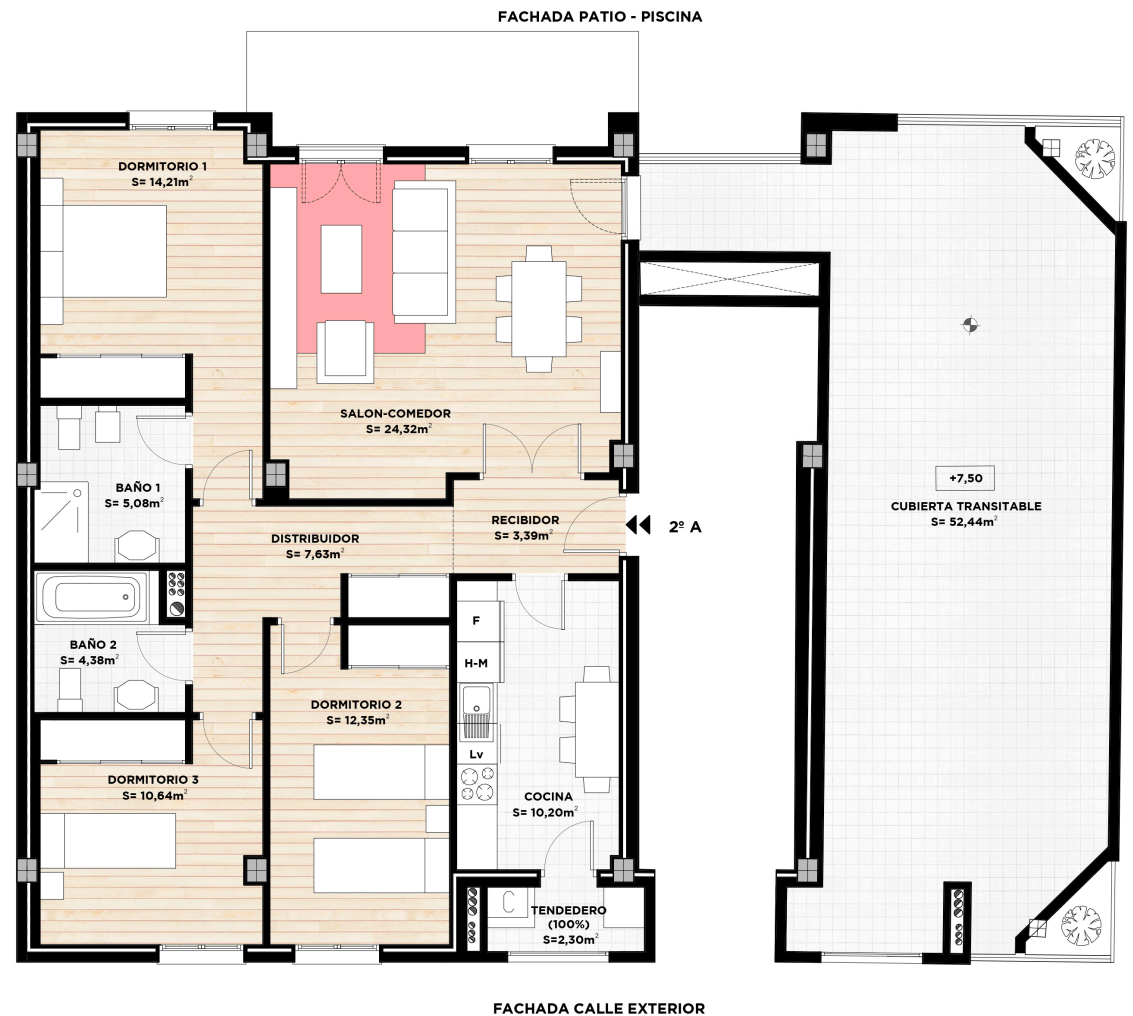 FACHADA PATIO - PISCINA
DORMITORIO 1
S= 14,21m²
SALON-COMEDOR
S= 24,32m²
BAÑO 1
S= 5,08m²
RECIBIDOR
S= 3,39m²
2º A
DISTRIBUIDOR
S= 7,63m²
+7,50
CUBIERTA TRANSITABLE
S= 52,44m²
F
H-M
Lv
BAÑO 2
S= 4,38m²
DORMITORIO 2
S= 12,35m²
DORMITORIO 3
S= 10,64m²
COCINA
S= 10,20m²
TENDEDERO
(100%)
S=2,30m²
FACHADA CALLE EXTERIOR